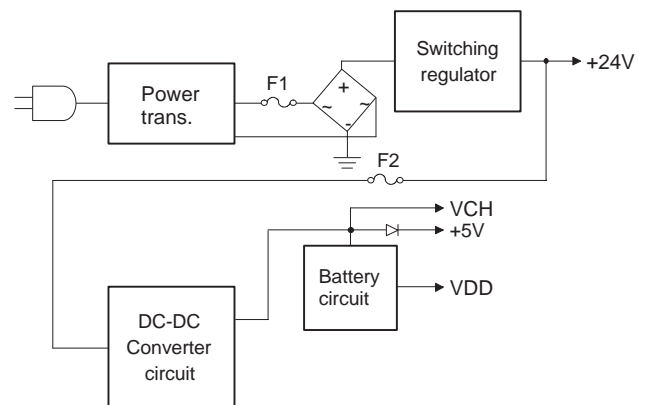 Switching
regulator
+24V
F1
Power
trans.
+
~
~
-
F2
VCH
+5V
Battery
circuit
VDD
DC-DC
Converter
circuit